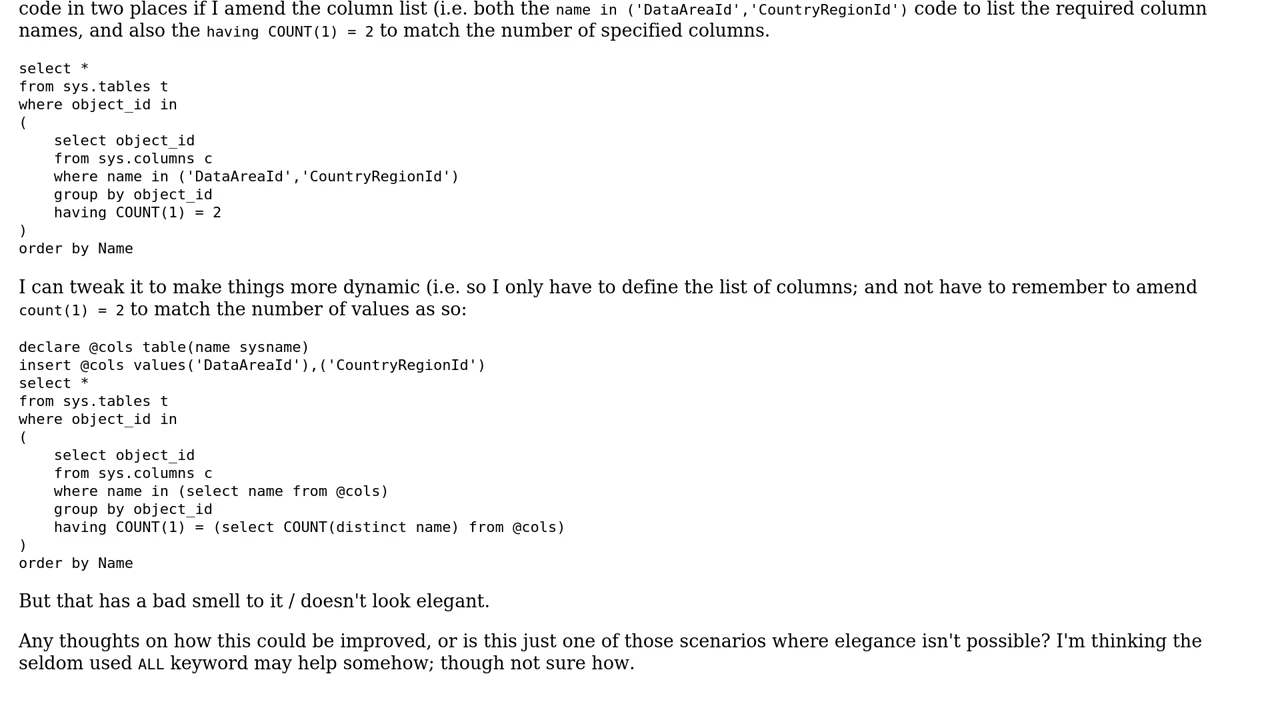 code in two places if I amend the column list (i.e. both the name in ('DataAreaId','CountryRegionId') code to list the required column
names, and also the having COUNT(1) = 2 to match the number of specified columns.
select *
from sys.tables t
where object_id in
(
    select object_id
    from sys.columns c
    where name in ('DataAreaId','CountryRegionId')
    group by object_id
    having COUNT(1) = 2
)
order by Name
I can tweak it to make things more dynamic (i.e. so I only have to define the list of columns; and not have to remember to amend
count(1) = 2 to match the number of values as so:
declare @cols table(name sysname)
insert @cols values('DataAreaId'),('CountryRegionId')
select *
from sys.tables t
where object_id in
(
    select object_id
    from sys.columns c
    where name in (select name from @cols)
    group by object_id
    having COUNT(1) = (select COUNT(distinct name) from @cols)
)
order by Name
But that has a bad smell to it / doesn't look elegant.
Any thoughts on how this could be improved, or is this just one of those scenarios where elegance isn't possible? I'm thinking the
seldom used ALL keyword may help somehow; though not sure how.